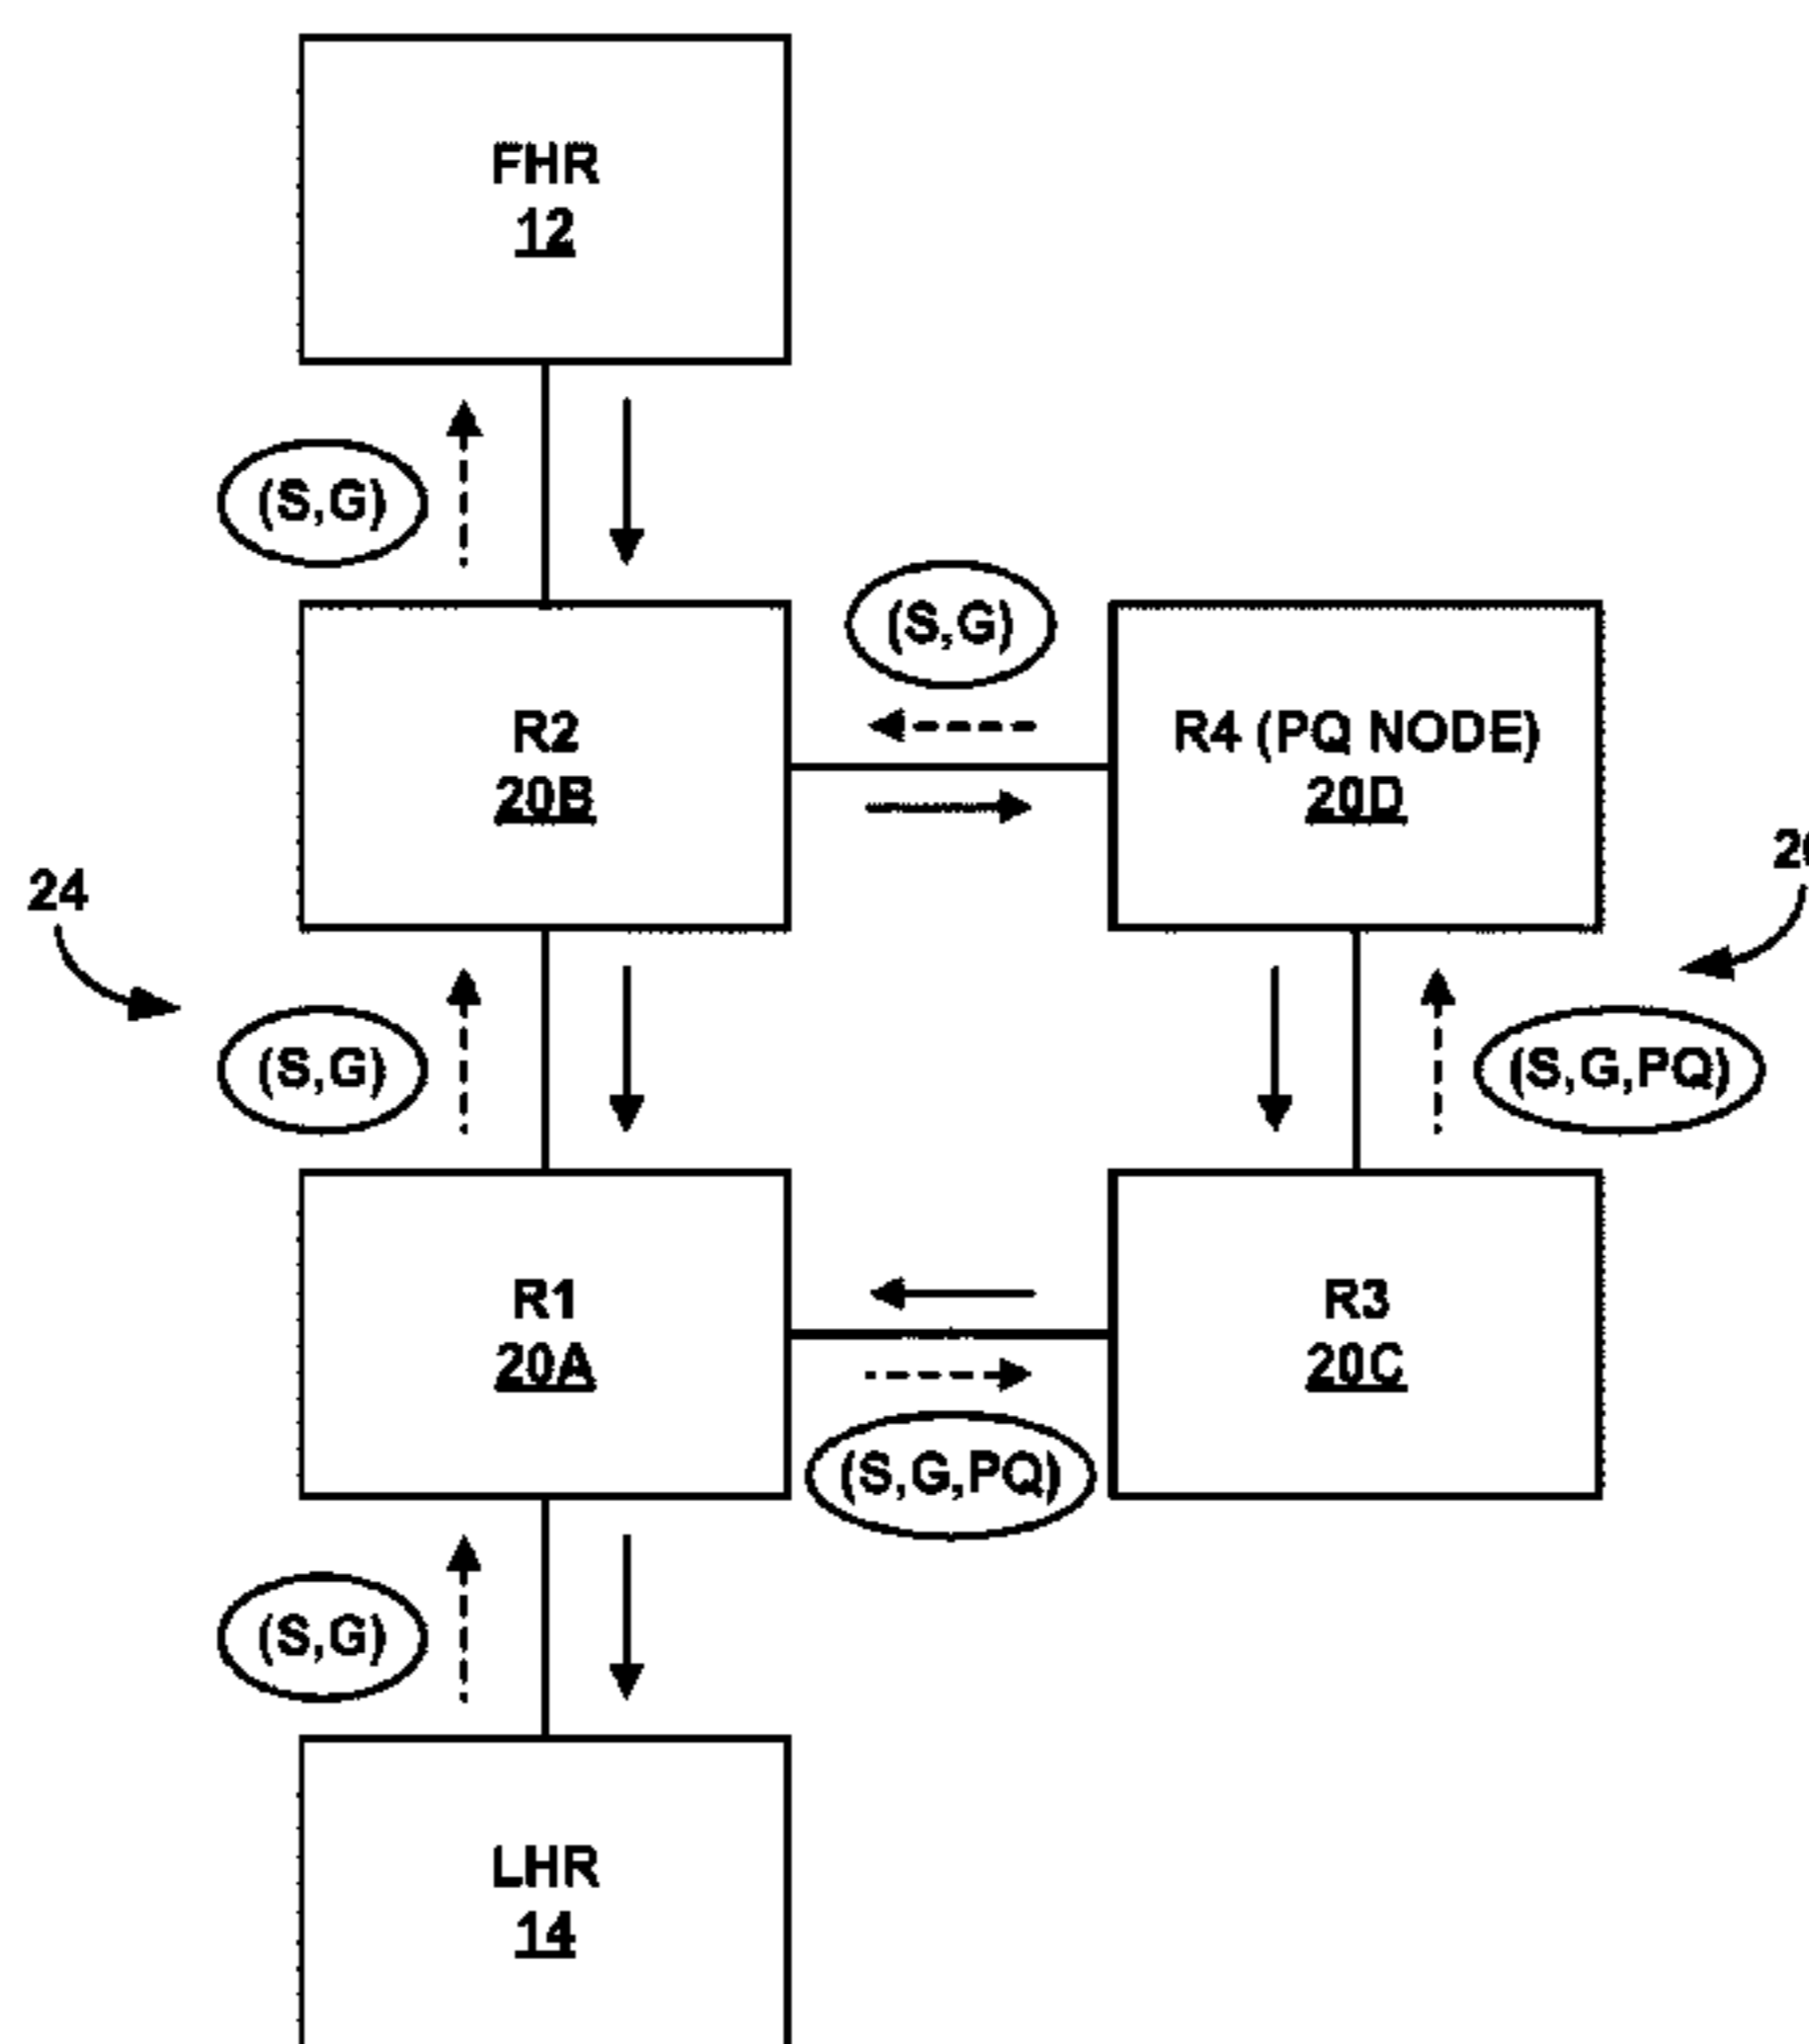 FHR
12
(S,G)
(S,G)
R2
20B
R4 (PQ NODE)
20D
24
(S,G)
(S,G,PQ)
R1
20A
R3
20C
(S,G,PQ)
(S,G)
LHR
14